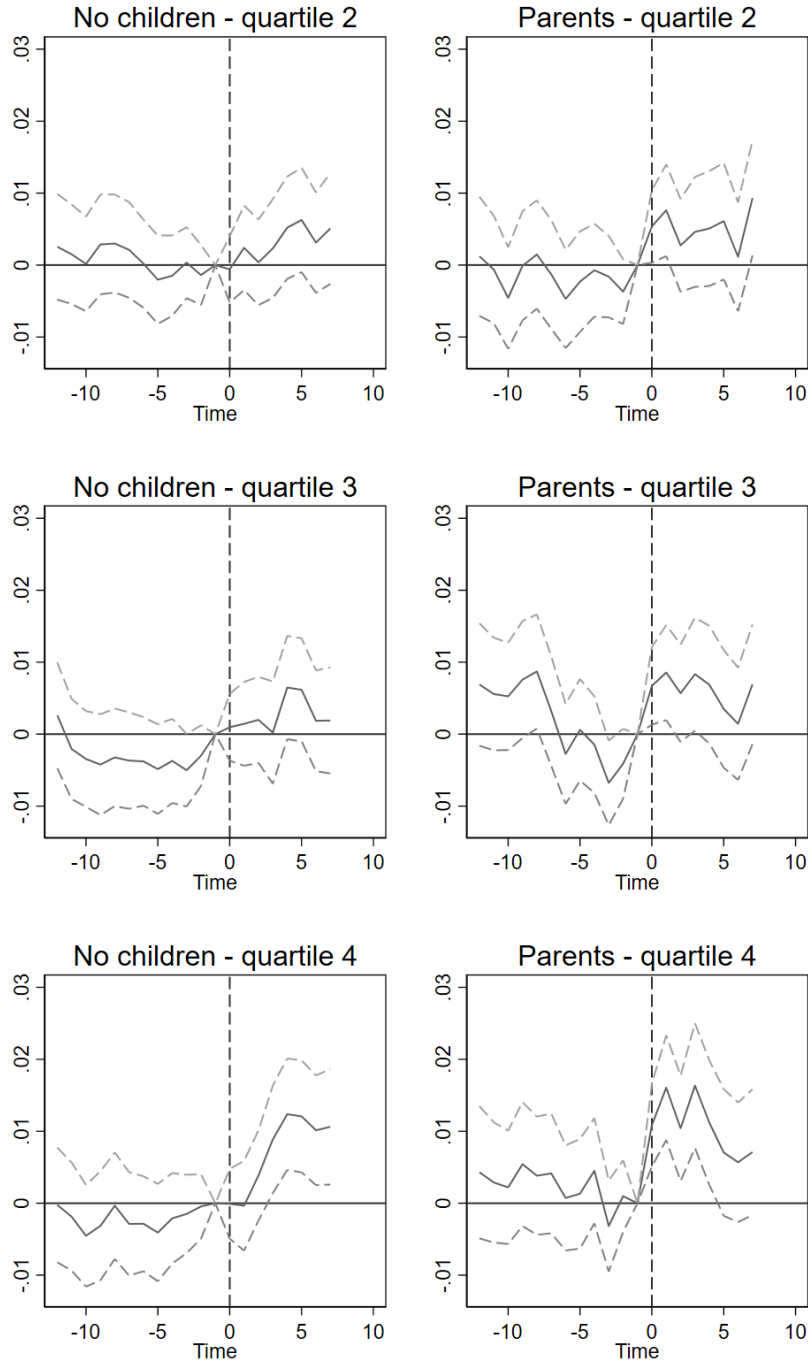 No children - quartile 2
.03
.02
.01
0
-.01
-10 -5 0 5 10
Time
Parents - quartile 2
.03
.02
.01
0
-.01
-10 -5 0 5 10
Time
No children - quartile 3
.03
.02
.01
0
-.01
-10 -5 0 5 10
Time
Parents - quartile 3
.03
.02
.01
0
-.01
-10 -5 0 5 10
Time
No children - quartile 4
.03
.02
.01
0
-.01
-10 -5 0 5 10
Time
Parents - quartile 4
.03
.02
.01
0
-.01
-10 -5 0 5 10
Time